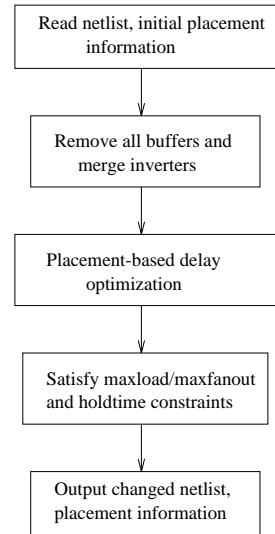 Read netlist, initial placement
information
Remove all buffers and
merge inverters
Placement-based delay
optimization
Satisfy maxload/maxfanout
and holdtime constraints
Output changed netlist,
placement information